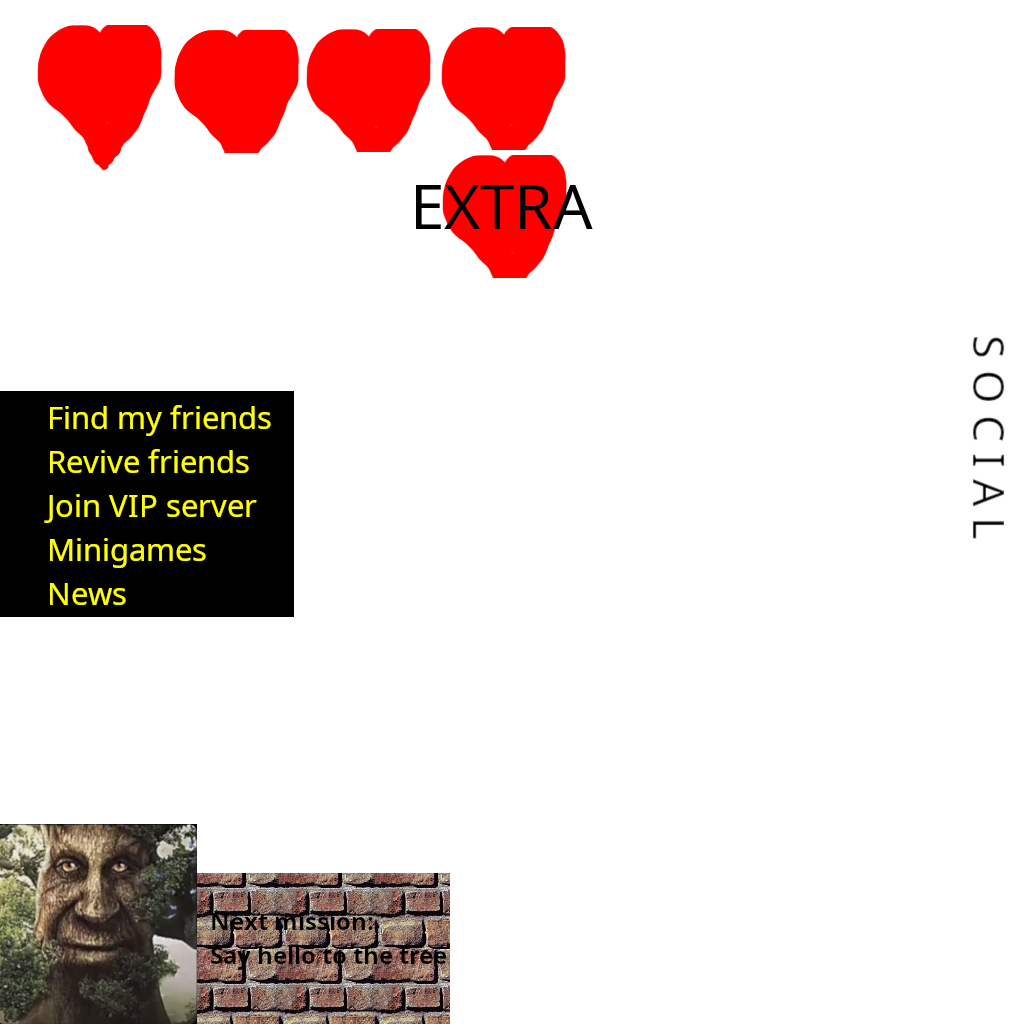 EXTRA
SOCIAL
Find my friends
Revive friends
Join VIP server
Minigames
News
Next mission:
Say hello to the tree